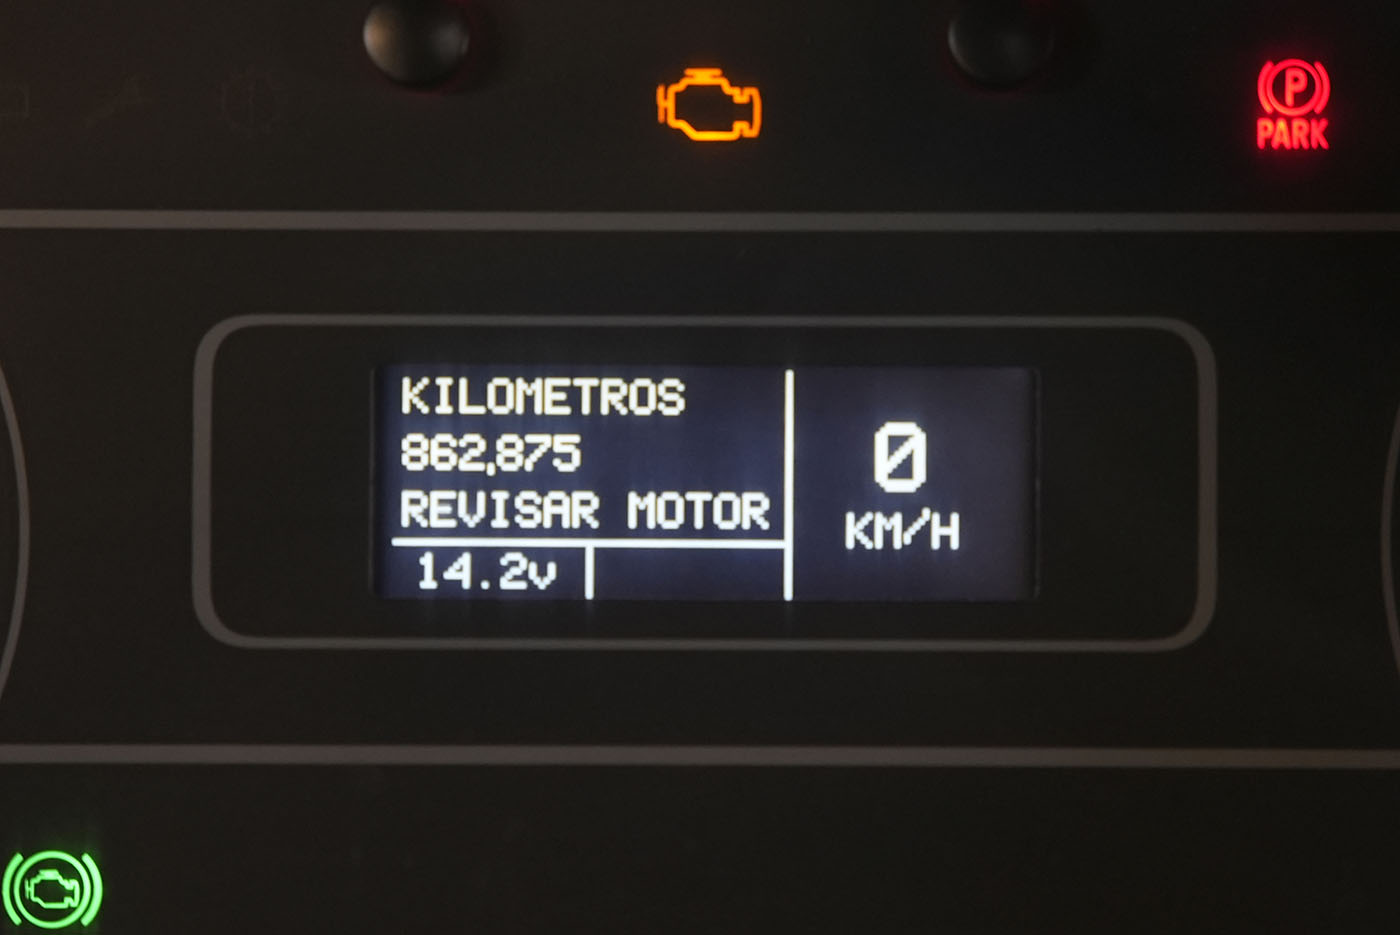 P
PARK
KILOMETROS
862,875
REVISAR MOTOR
14.2v
0
KM/H